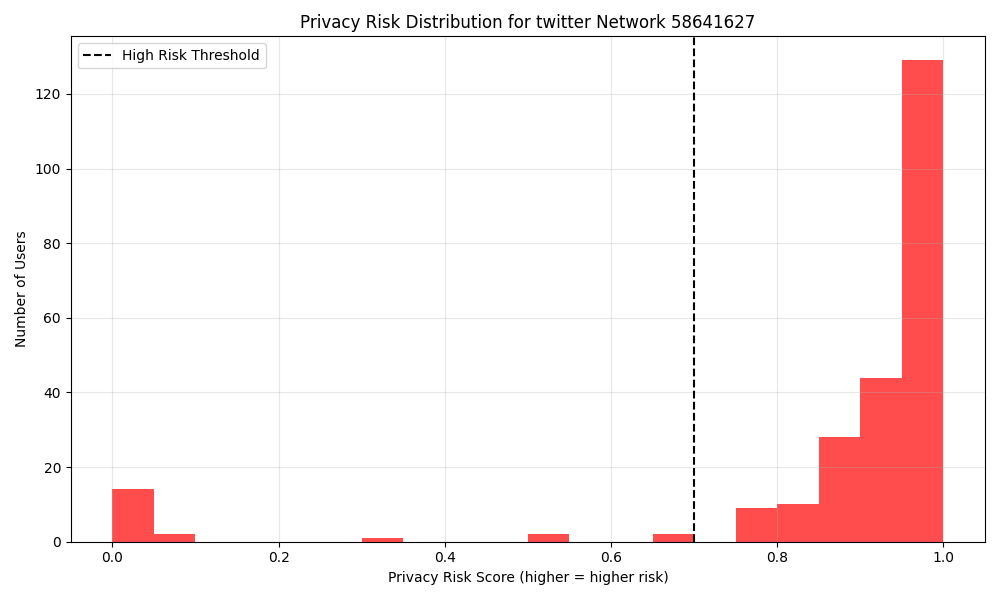 Privacy Risk Distribution for twitter Network 58641627
High Risk Threshold
Number of Users
120
100
80
60
40
20
0
0.0 0.2 0.4 0.6 0.8 1.0
Privacy Risk Score (higher = higher risk)